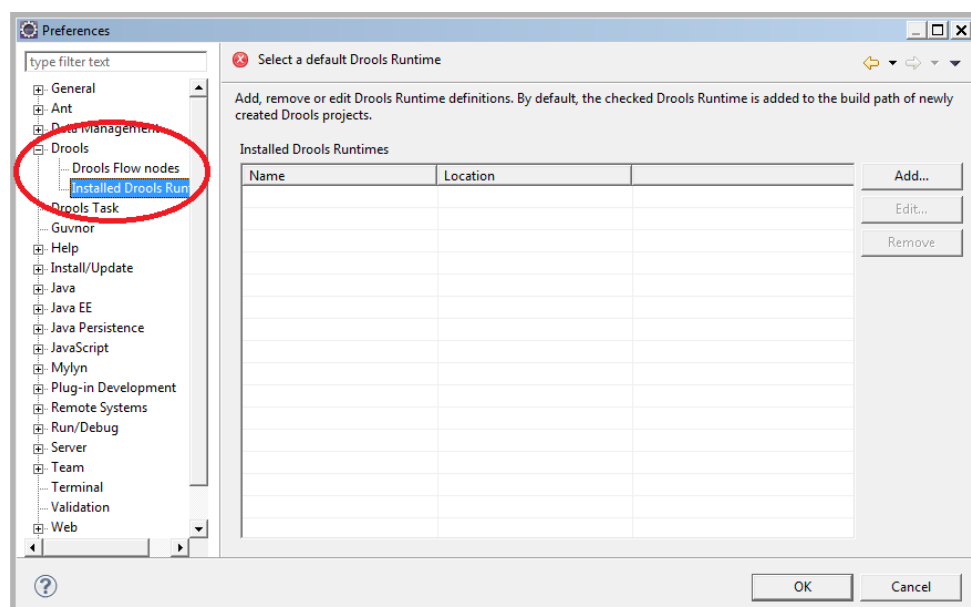 Preferences
type filter text
General
Ant
Data Management
Drools
Drools Flow nodes
Installed Drools Run
Drools Task
Guvnor
Help
Install/Update
Java
Java EE
Java Persistence
JavaScript
Mylyn
Plug-in Development
Remote Systems
Run/Debug
Server
Team
Terminal
Validation
Web
Select a default Drools Runtime
Add, remove or edit Drools Runtime definitions. By default, the checked Drools Runtime is added to the build path of newly
created Drools projects.
Installed Drools Runtimes
Name Location
Add...
Edit...
Remove
OK Cancel